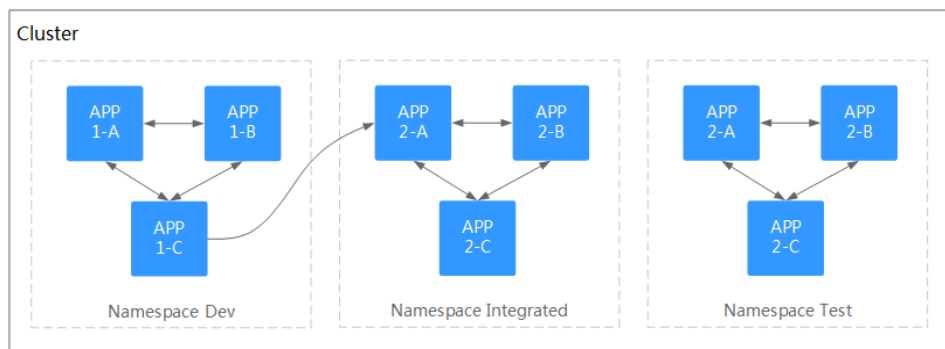 Cluster
APP
1-A
APP
1-B
APP
1-C
Namespace Dev
APP
2-A
APP
2-B
APP
2-C
Namespace Integrated
APP
2-A
APP
2-B
APP
2-C
Namespace Test